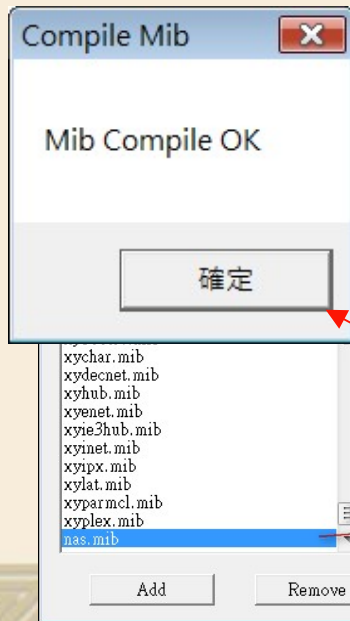 Compile Mib
Mib Compile OK
確定
xychar.mib
xydecnet.mib
xyhub.mib
xyenet.mib
xyie3hub.mib
xyinet.mib
xyipx.mib
xylat.mib
xyparmcl.mib
xyplex.mib
nas.mib
Add
Remove